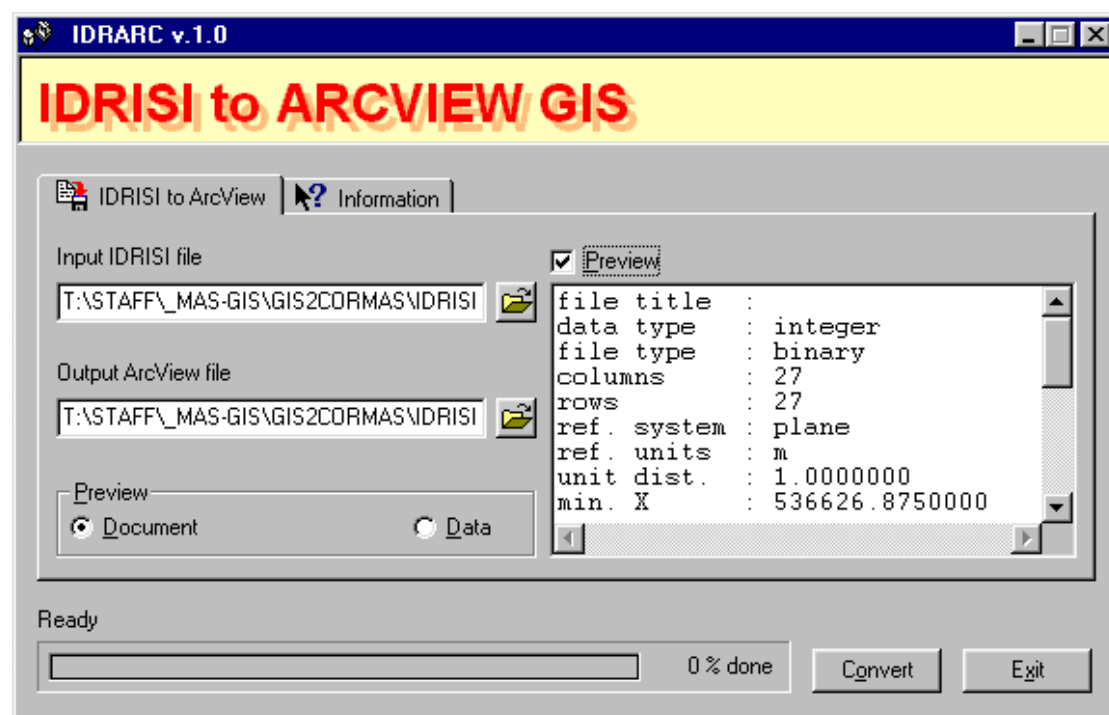 IDRARC v.1.0
IDRISI to ARCVIEW GIS
IDRISI to ArcView
Information
Input IDRISI file
T:\STAFF\_MAS-GIS\GIS2CORMAS\IDRISI
Output ArcView file
T:\STAFF\_MAS-GIS\GIS2CORMAS\IDRISI
Preview
Document
Data
Preview
file title :
data type : integer
file type : binary
columns : 27
rows : 27
ref. system : plane
ref. units : m
unit dist. : 1.0000000
min. X : 536626.8750000
Ready
0 % done
Convert
Exit